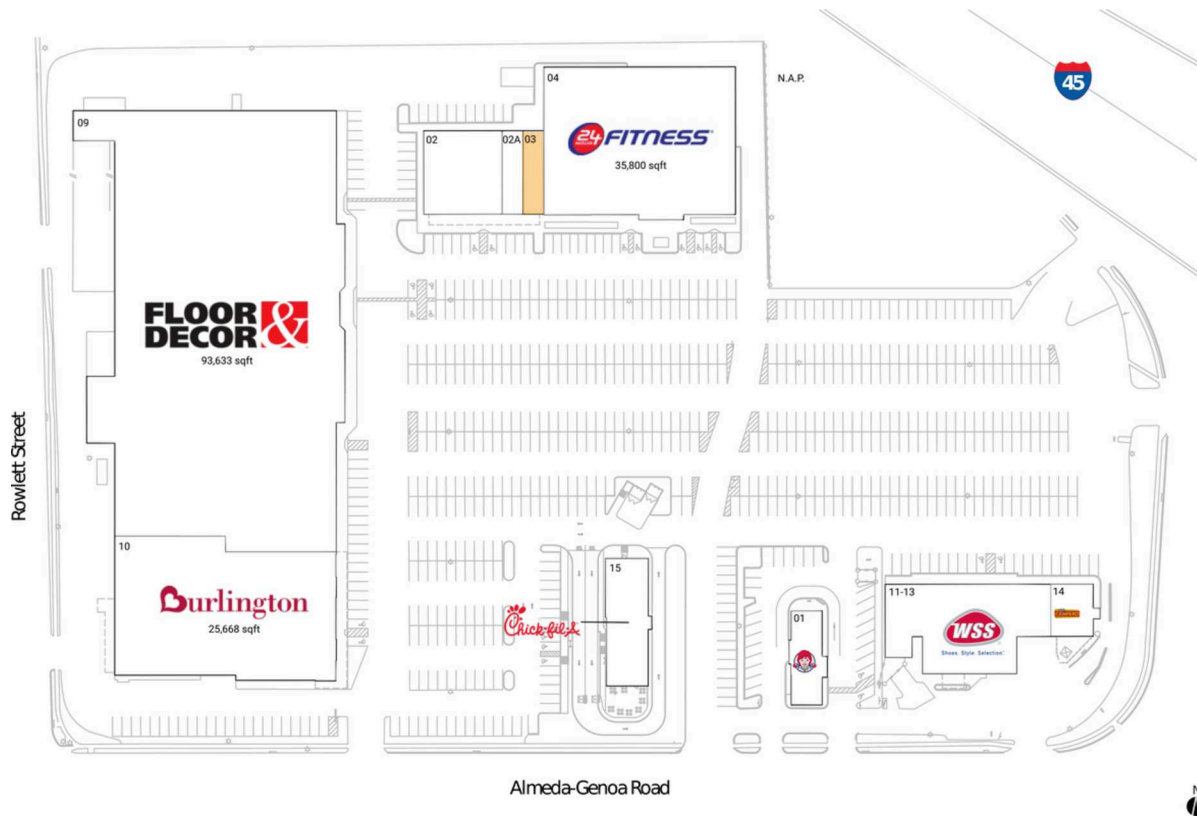 45
N.A.P.
04
24
FITNESS
35,800 sqft
09
02
02A
03
FLOOR &
DECOR
93,633 sqft
Rowlett Street
10
Burlington
25,668 sqft
15
Chick-fil-A
01
11-13
14
WSS
Shoes. Style. Selection.
Almeda-Genoa Road
N